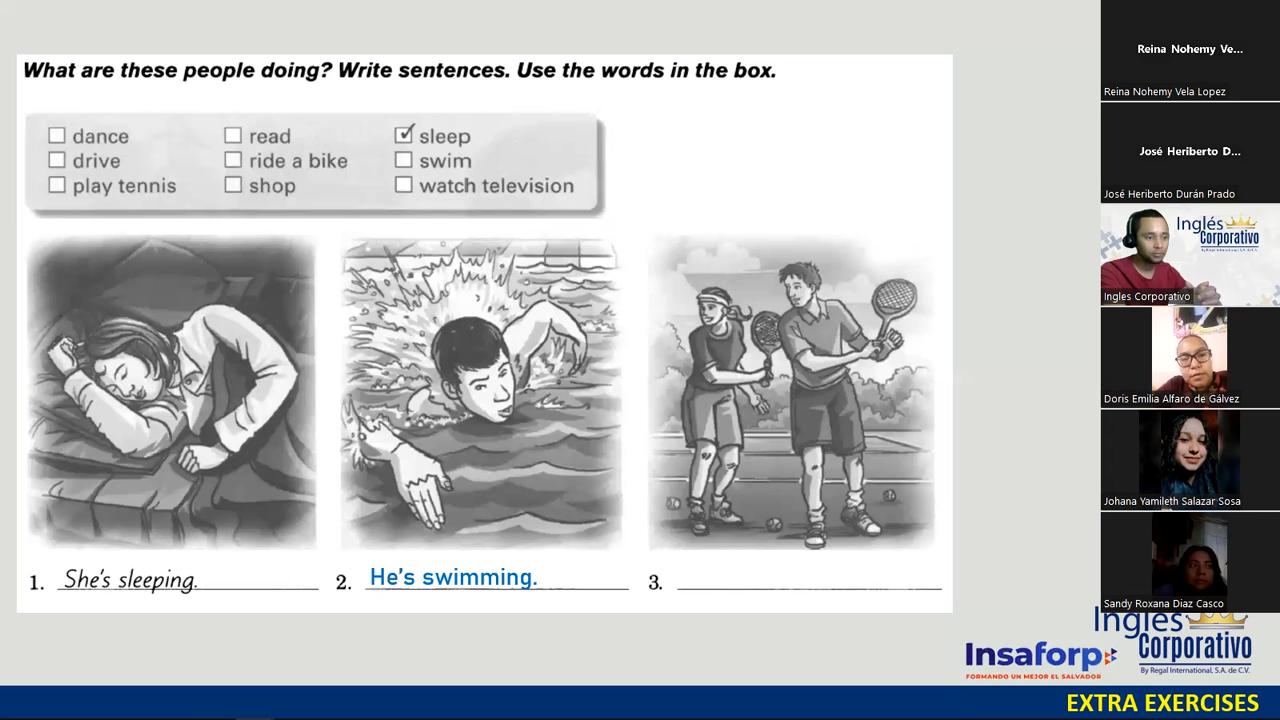 What are these people doing? Write sentences. Use the words in the box.
dance
read
sleep
drive
ride a bike
swim
play tennis
shop
watch television
1. She's sleeping.
2. He's swimming.
3.
Reina Nohemy Ve...
Reina Nohemy Vela Lopez
José Heriberto D...
José Heriberto Durán Prado
Inglés
Corporativo
By Regal International, S.A. de C.V.
Ingles Corporativo
Doris Emilia Alfaro de Gálvez
Johana Yamileth Salazar Sosa
Sandy Roxana Diaz Casco
Inglés
Corporativo
By Regal International, S.A. de C.V.
Insaforp
FORMANDO UN MEJOR EL SALVADOR
EXTRA EXERCISES